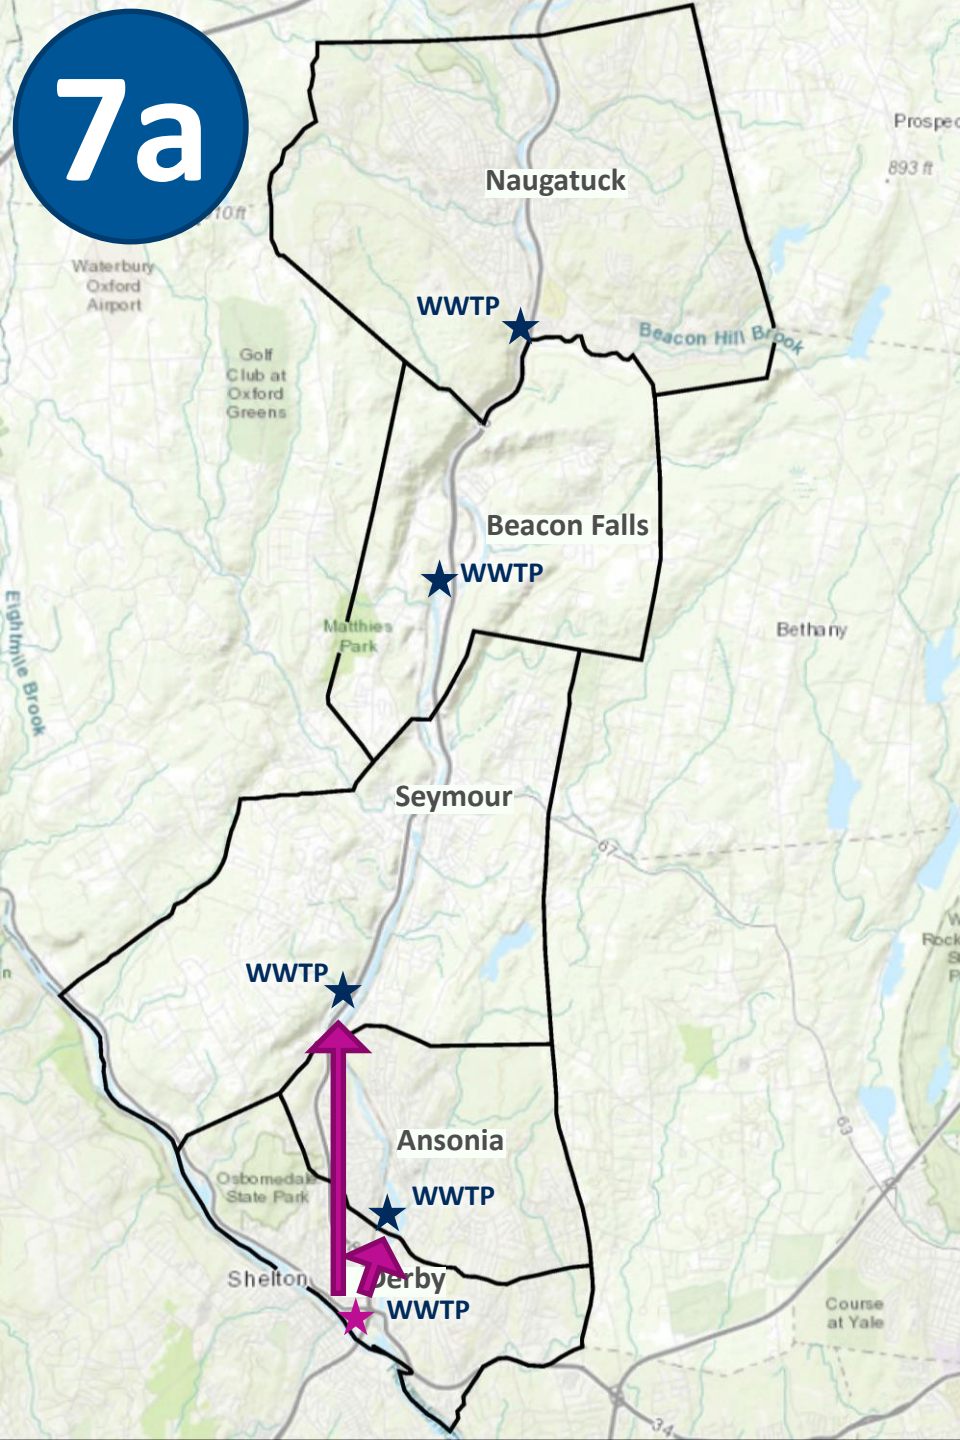 7a
Prospec
893 ft
Naugatuck
10 ft
Waterbury
Oxford
Airport
WWTP
Beacon Hill Brook
Golf
Club at
Oxford
Greens
Beacon Falls
WWTP
Eightmile Brook
Matthies
Park
Bethany
Seymour
67
WWTP
63
Ansonia
Osbornedale
State Park
WWTP
Shelton
Derby
WWTP
Course
at Yale
34